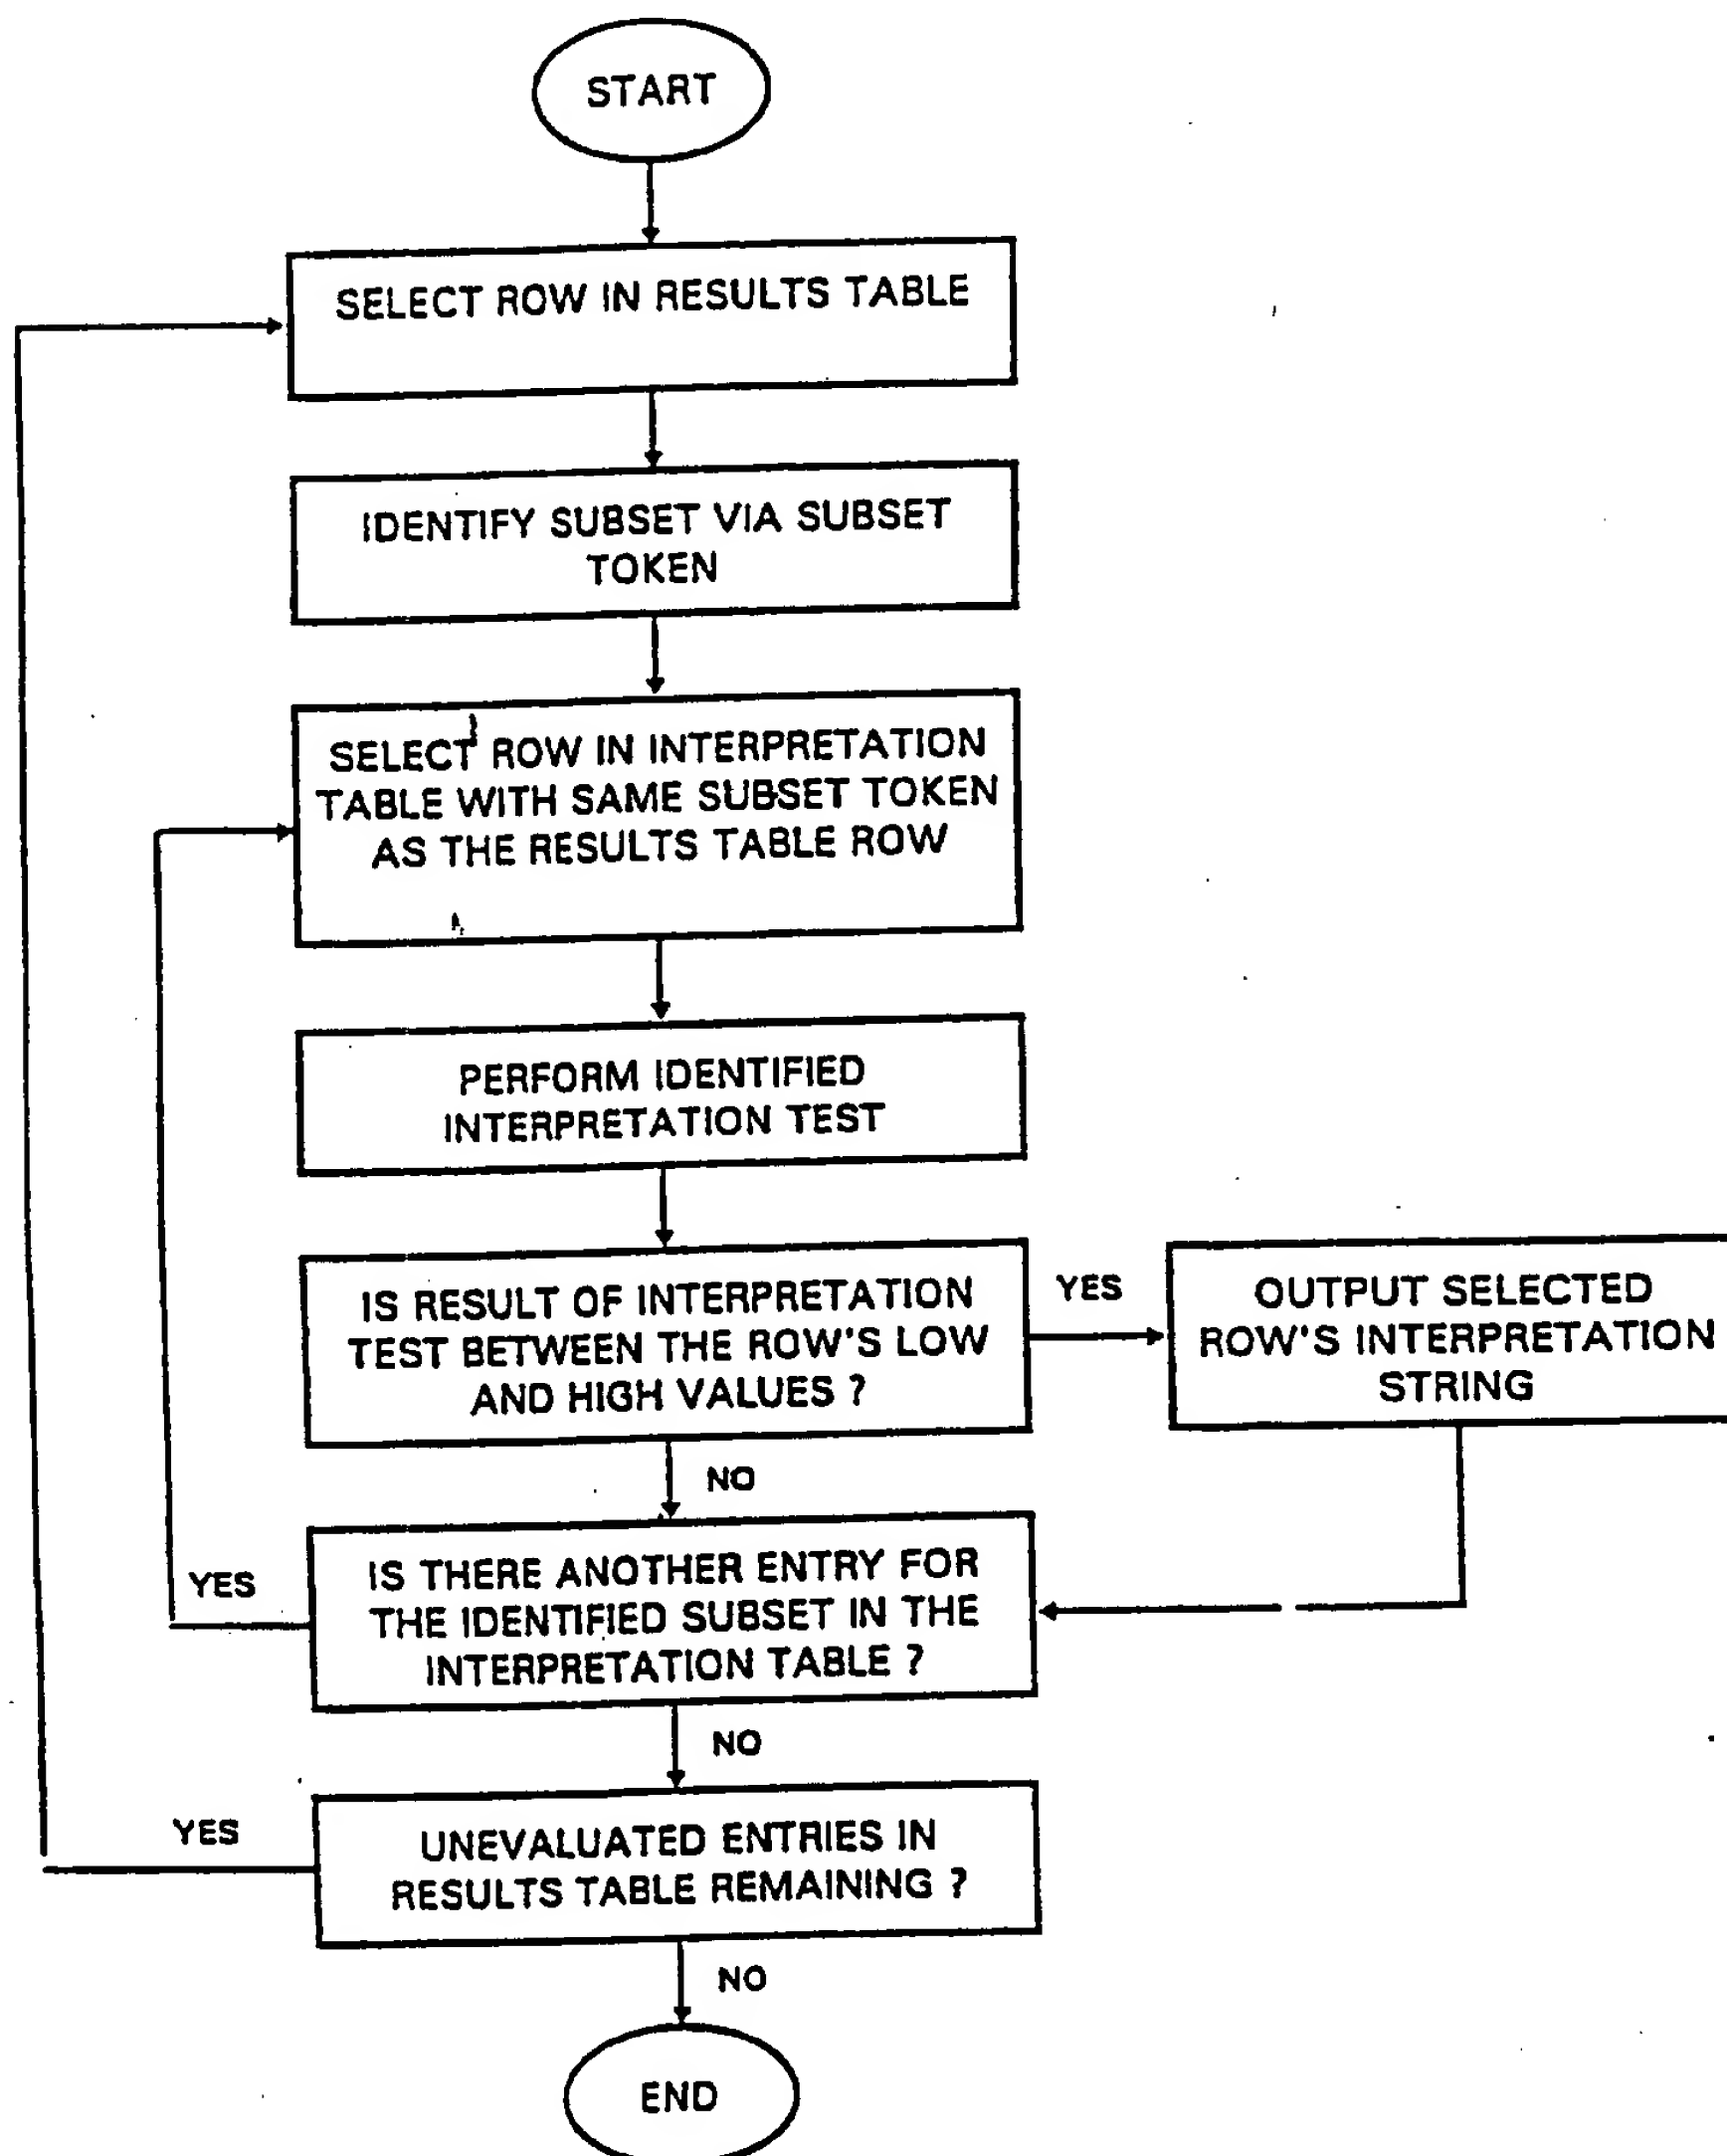 START
SELECT ROW IN RESULTS TABLE
IDENTIFY SUBSET VIA SUBSET
TOKEN
SELECT ROW IN INTERPRETATION
TABLE WITH SAME SUBSET TOKEN
AS THE RESULTS TABLE ROW
PERFORM IDENTIFIED
INTERPRETATION TEST
IS RESULT OF INTERPRETATION
TEST BETWEEN THE ROW'S LOW
AND HIGH VALUES ?
YES
OUTPUT SELECTED
ROW'S INTERPRETATION
STRING
NO
IS THERE ANOTHER ENTRY FOR
THE IDENTIFIED SUBSET IN THE
INTERPRETATION TABLE ?
YES
NO
UNEVALUATED ENTRIES IN
RESULTS TABLE REMAINING ?
YES
NO
END